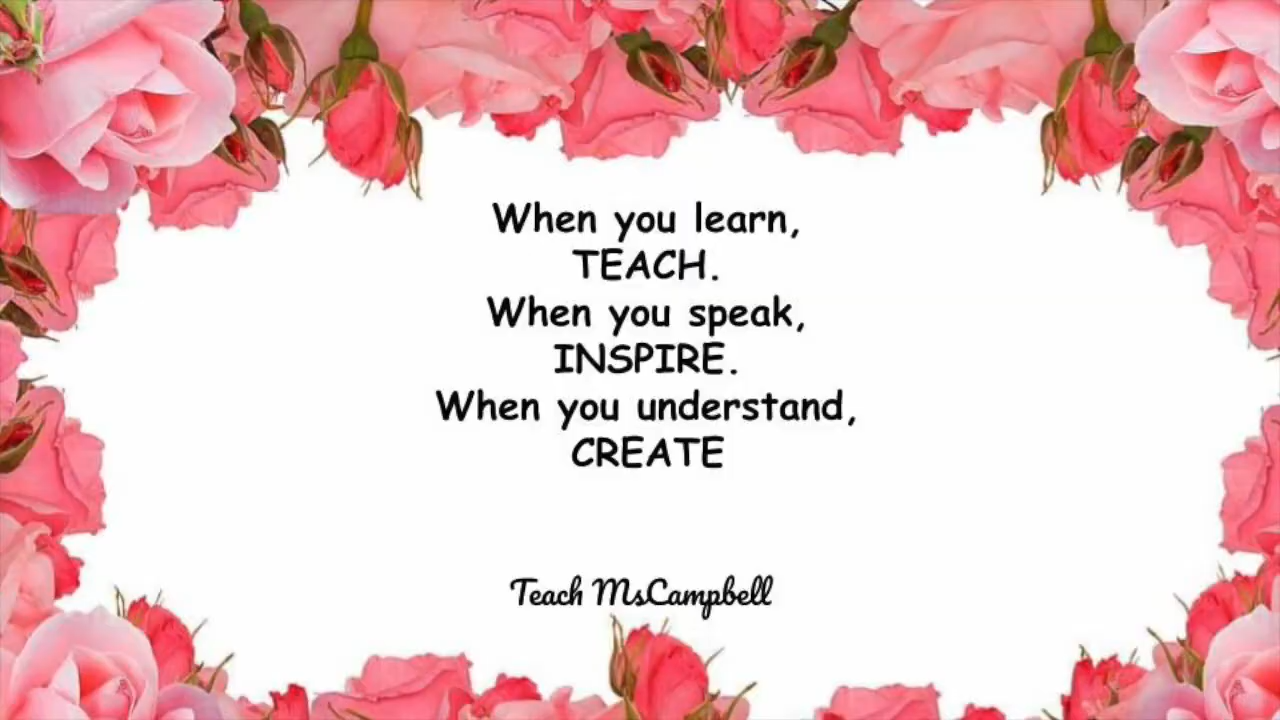 When you learn,
TEACH.
When you speak,
INSPIRE.
When you understand,
CREATE
Teach MsCampbell